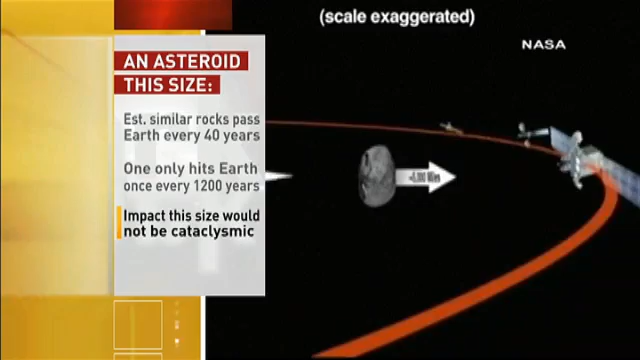 (scale exaggerated)
NASA
AN ASTEROID
THIS SIZE:
Est. similar rocks pass
Earth every 40 years
One only hits Earth
once every 1200 years
Impact this size would
not be cataclysmic
Miles